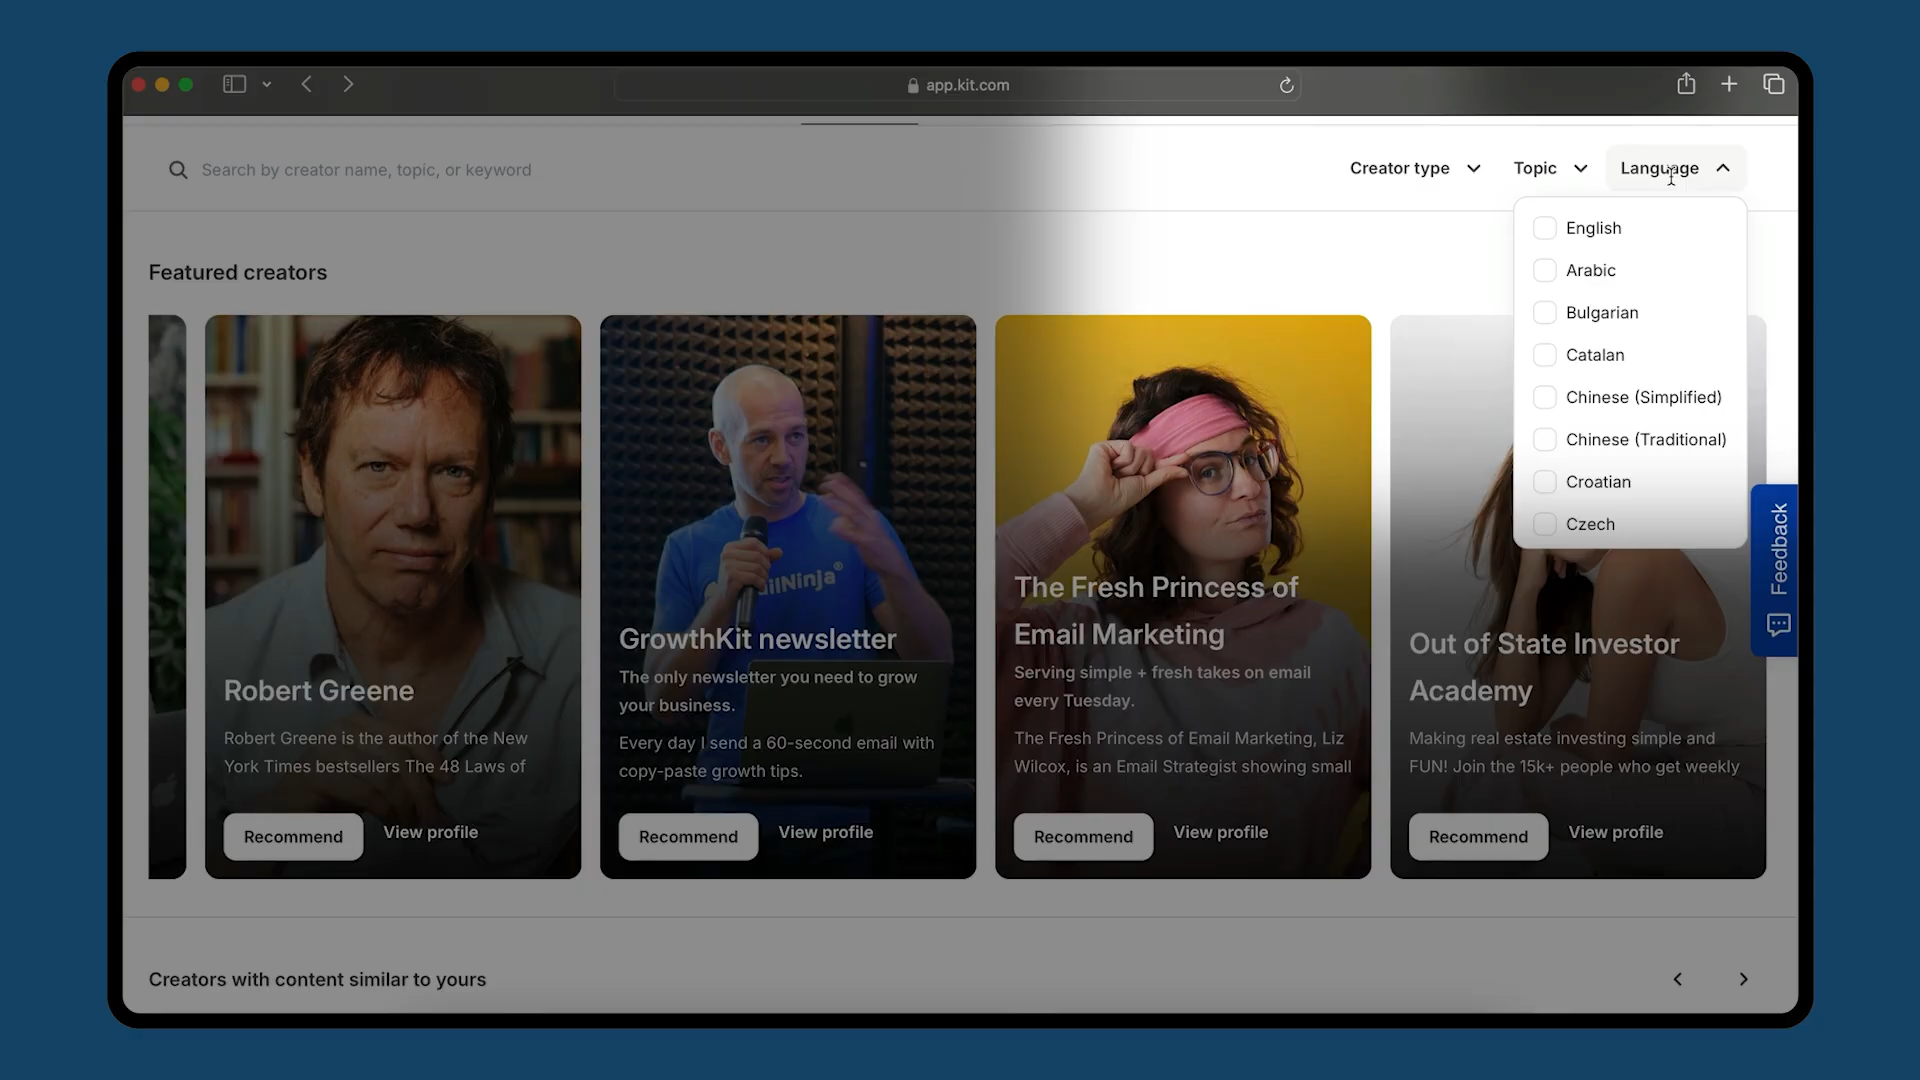 app.kit.com
Search by creator name, topic, or keyword
Creator type
Topic
Language
English
Arabic
Bulgarian
Catalan
Chinese (Simplified)
Chinese (Traditional)
Croatian
Czech
Featured creators
Robert Greene
Robert Greene is the author of the New
York Times bestsellers The 48 Laws of
Recommend
View profile
ilNinja®
GrowthKit newsletter
The only newsletter you need to grow
your business.
Every day I send a 60-second email with
copy-paste growth tips.
Recommend
View profile
The Fresh Princess of
Email Marketing
Serving simple + fresh takes on email
every Tuesday.
The Fresh Princess of Email Marketing, Liz
Wilcox, is an Email Strategist showing small
Recommend
View profile
Out of State Investor
Academy
Making real estate investing simple and
FUN! Join the 15k+ people who get weekly
Recommend
View profile
Feedback
Creators with content similar to yours